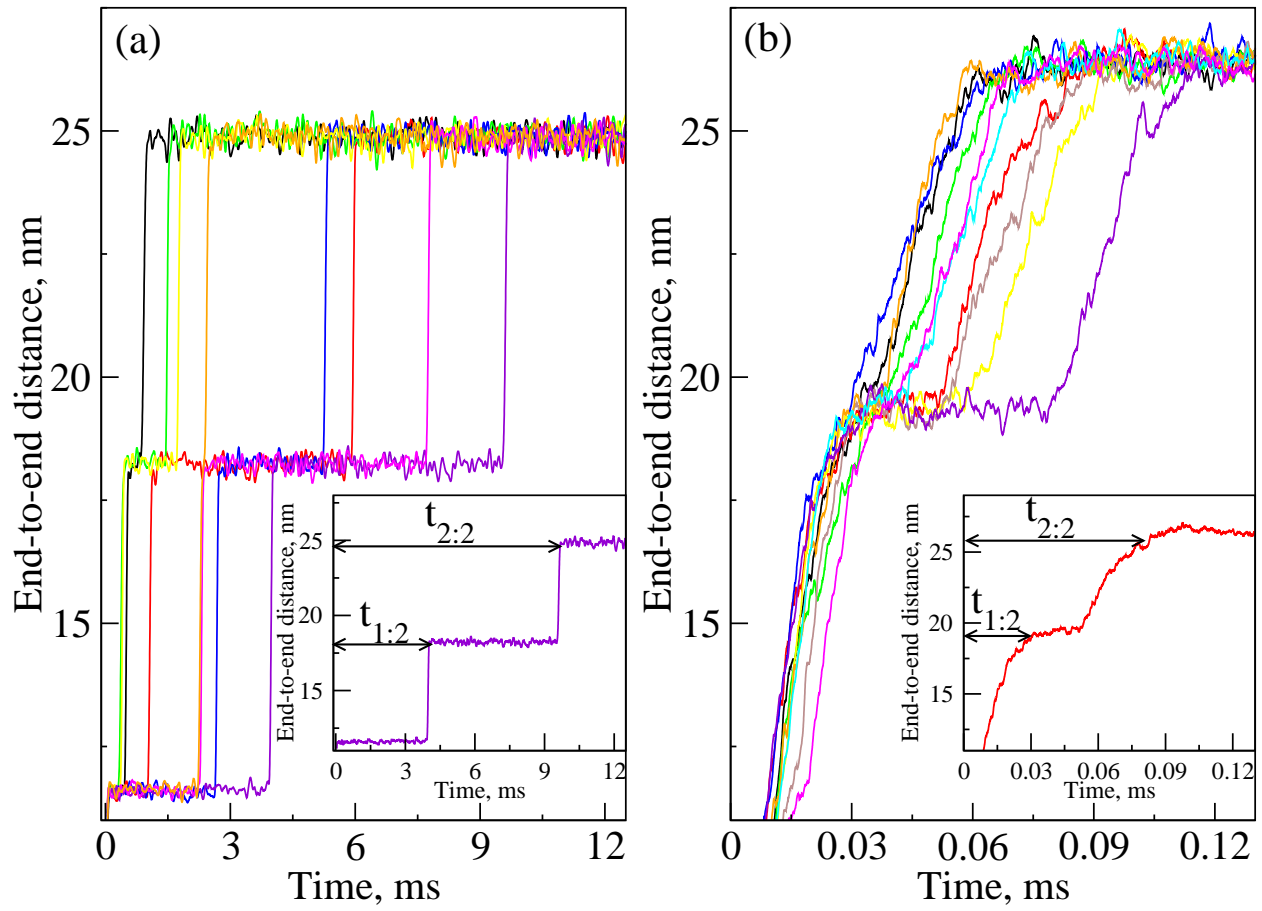 (a)
End-to-end distance, nm
25
20
15
0
3
6
9
12
Time, ms
End-to-end distance, nm
25
20
15
0
3
6
9
12
Time, ms
t2:2
t1:2
(b)
End-to-end distance, nm
25
20
15
0
0.03
0.06
0.09
0.12
Time, ms
End-to-end distance, nm
25
20
15
0
0.03
0.06
0.09
0.12
Time, ms
t2:2
t1:2